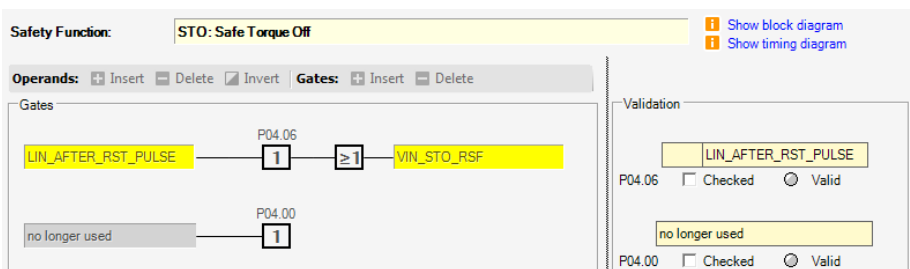 Safety Function: STO: Safe Torque Off
i Show block diagram
i Show timing diagram
Operands: Insert Delete Invert Gates: Insert Delete
Gates
Validation
P04.06
LIN_AFTER_RST_PULSE 1 ≥1 VIN_STO_RSF
LIN_AFTER_RST_PULSE
P04.06 Checked Valid
P04.00
no longer used 1
no longer used
P04.00 Checked Valid